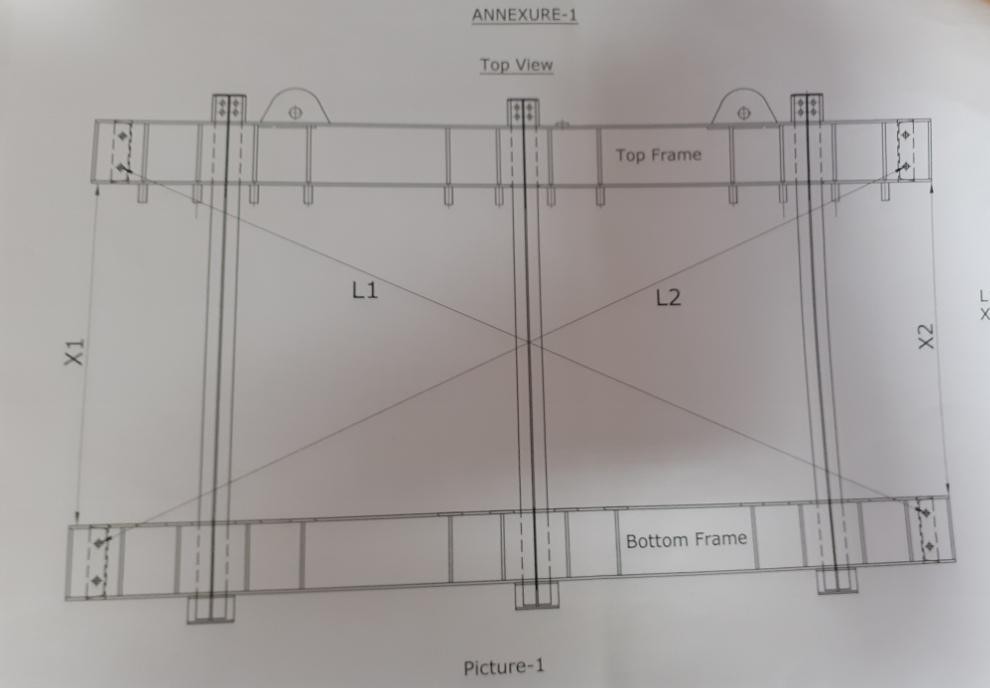 ANNEXURE-1
Top View
Top Frame
L1
L2
L
X
X1
X2
Bottom Frame
Picture-1